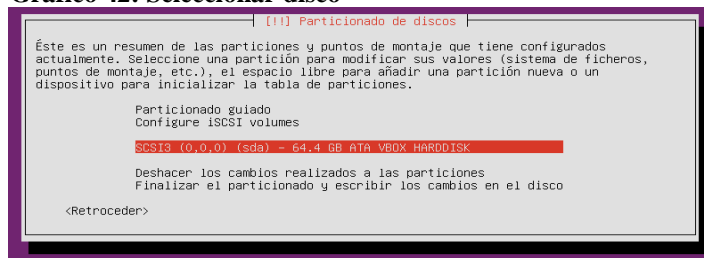 Gráfico 42: Seleccionar disco
[!!] Particionado de discos
Éste es un resumen de las particiones y puntos de montaje que tiene configurados
actualmente. Seleccione una partición para modificar sus valores (sistema de ficheros,
puntos de montaje, etc.), el espacio libre para añadir una partición nueva o un
dispositivo para inicializar la tabla de particiones.
Particionado guiado
Configure iSCSI volumes
SCSI3 (0,0,0) (sda) - 64.4 GB ATA VBOX HARDDISK
Deshacer los cambios realizados a las particiones
Finalizar el particionado y escribir los cambios en el disco
<Retroceder>